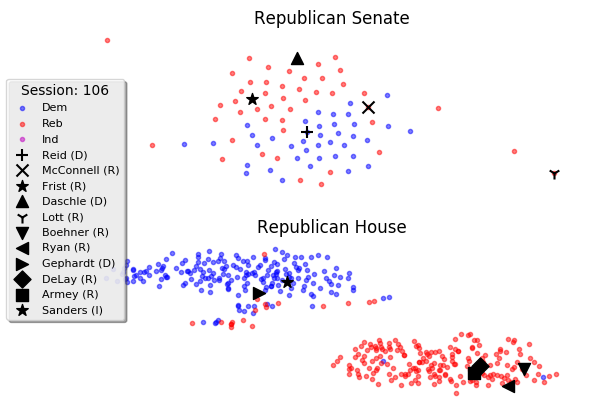 Republican Senate
Session: 106
Dem
Reb
Ind
Reid (D)
McConnell (R)
Frist (R)
Daschle (D)
Lott (R)
Boehner (R)
Ryan (R)
Gephardt (D)
DeLay (R)
Armey (R)
Sanders (I)
Republican House